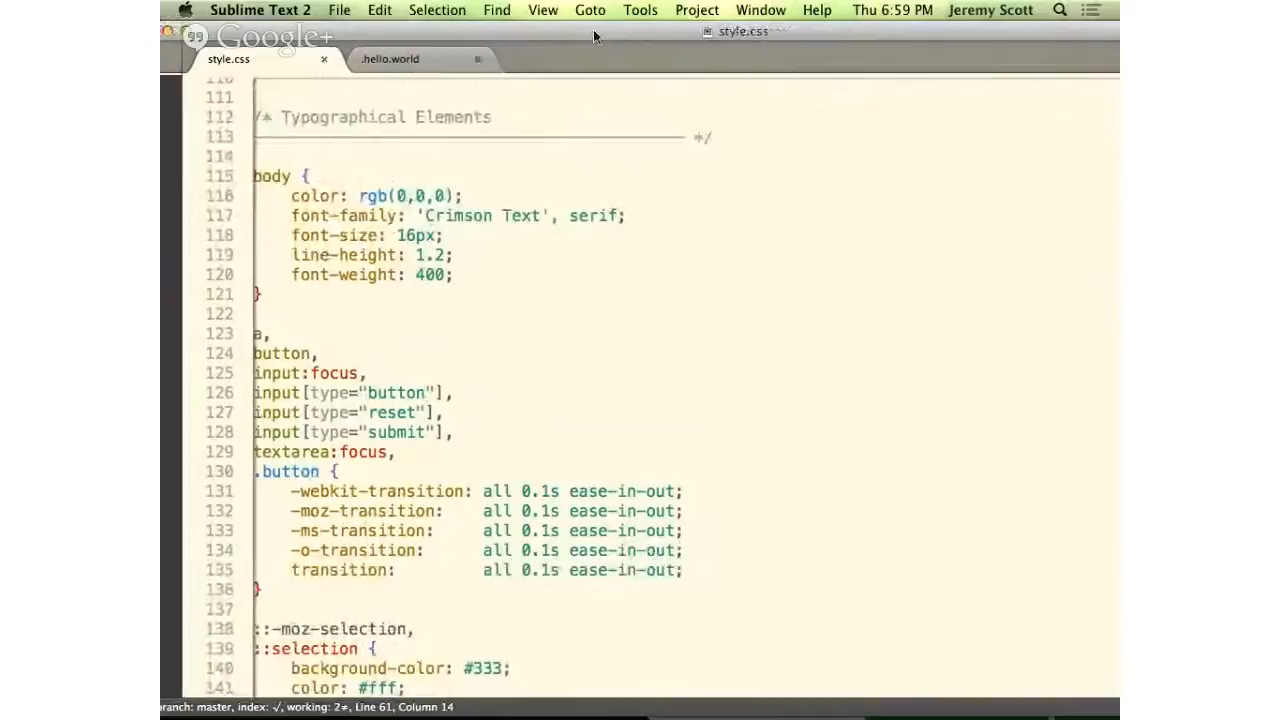 Sublime Text 2 File Edit Selection Find View Goto Tools Project Window Help Thu 6:59 PM Jeremy Scott
Google+
style.css
style.css × .hello.world
110
111
112 /* Typographical Elements
113 */
114
115 body {
116 color: rgb(0,0,0);
117 font-family: 'Crimson Text', serif;
118 font-size: 16px;
119 line-height: 1.2;
120 font-weight: 400;
121 }
122
123 a,
124 button,
125 input:focus,
126 input[type="button"],
127 input[type="reset"],
128 input[type="submit"],
129 textarea:focus,
130 .button {
131 -webkit-transition: all 0.1s ease-in-out;
132 -moz-transition: all 0.1s ease-in-out;
133 -ms-transition: all 0.1s ease-in-out;
134 -o-transition: all 0.1s ease-in-out;
135 transition: all 0.1s ease-in-out;
136 }
137
138 ::-moz-selection,
139 ::selection {
140 background-color: #333;
141 color: #fff;
ranch: master, index: √, working: 2≠, Line 61, Column 14